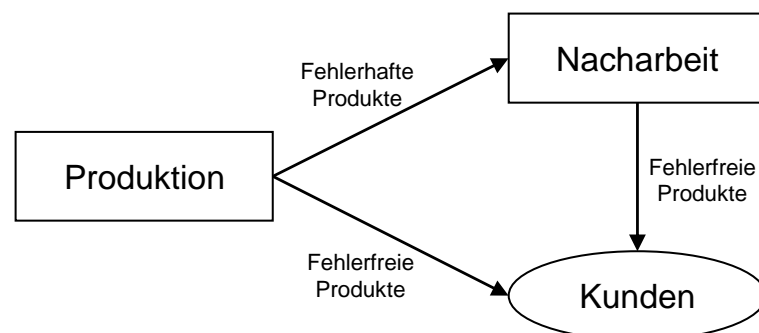 Nacharbeit
Fehlerhafte
Produkte
Produktion
Fehlerfreie
Produkte
Fehlerfreie
Produkte
Kunden